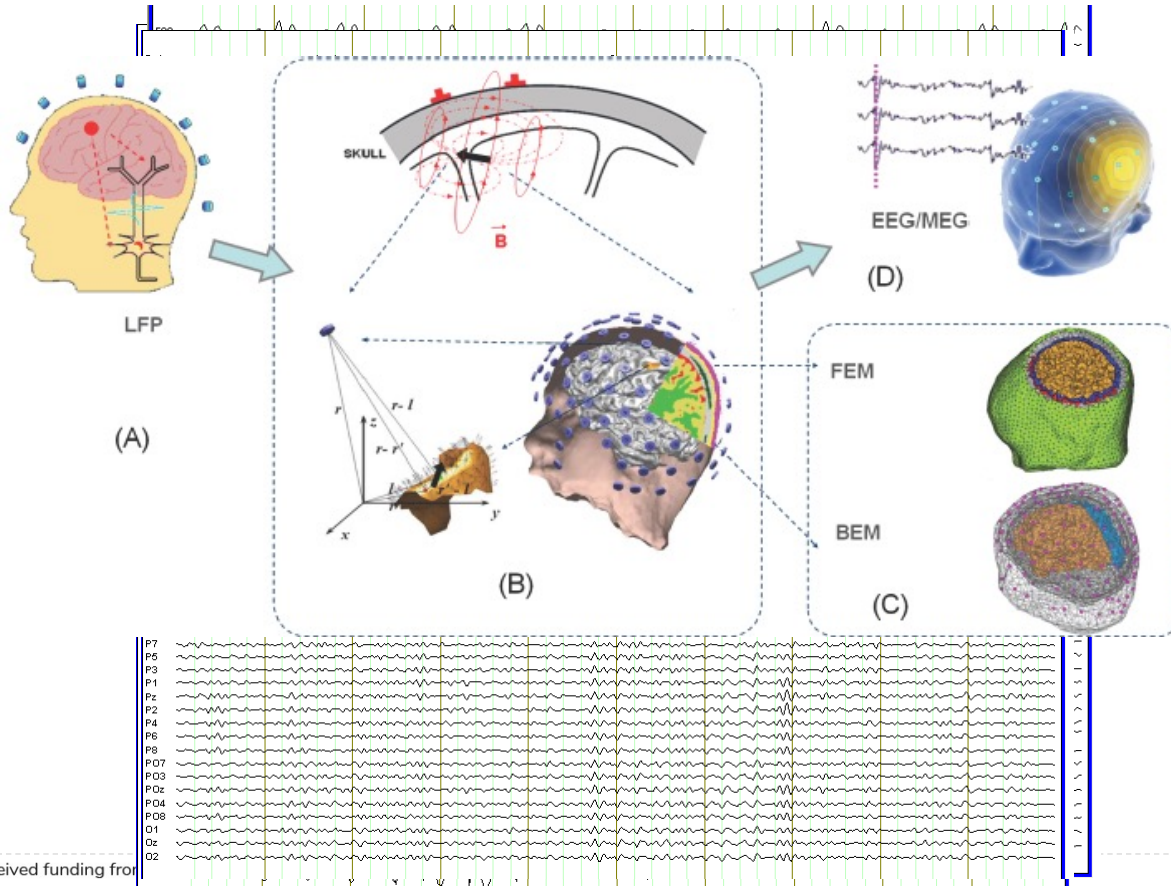 SKULL
B
EEG/MEG
(D)
LFP
FEM
r
z
r- l
r- r'
(A)
l
y
x
BEM
(B)
(C)
P7
P5
P3
P1
Pz
P2
P4
P6
P8
PO7
PO3
POz
PO4
PO8
O1
Oz
O2
eived funding from